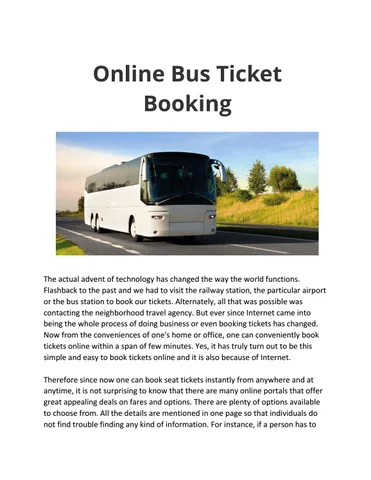 Online Bus Ticket
Booking
The actual advent of technology has changed the way the world functions.
Flashback to the past and we had to visit the railway station, the particular airport
or the bus station to book our tickets. Alternately, all that was possible was
contacting the neighborhood travel agency. But ever since Internet came into
being the whole process of doing business or even booking tickets has changed.
Now from the conveniences of one's home or office, one can conveniently book
tickets online within a span of few minutes. Yes, it has truly turn out to be this
simple and easy to book tickets online and it is also because of Internet.
Therefore since now one can book seat tickets instantly from anywhere and at
anytime, it is not surprising to know that there are many online portals that offer
great appealing deals on fares and options. There are plenty of options available
to choose from. All the details are mentioned in one page so that individuals do
not find trouble finding any kind of information. For instance, if a person has to